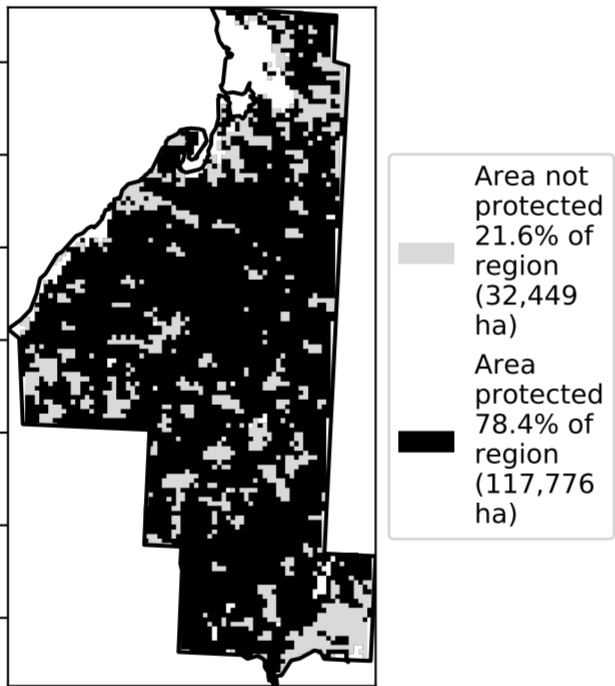 Area not
protected
21.6% of
region
(32,449
ha)
Area
protected
78.4% of
region
(117,776
ha)